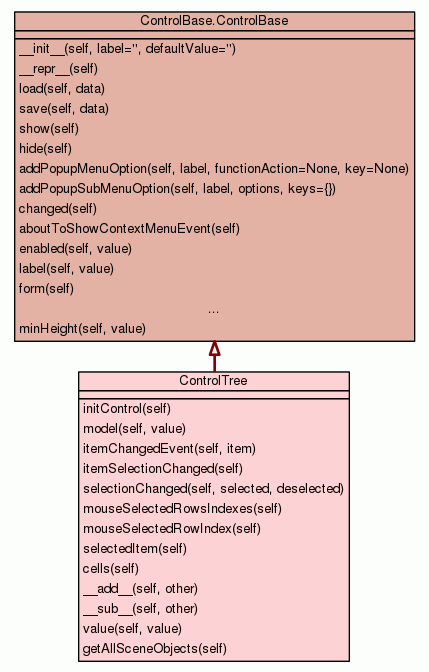 ControlBase.ControlBase
__init__(self, label='', defaultValue='')
__repr__(self)
load(self, data)
save(self, data)
show(self)
hide(self)
addPopupMenuOption(self, label, functionAction=None, key=None)
addPopupSubMenuOption(self, label, options, keys={})
changed(self)
aboutToShowContextMenuEvent(self)
enabled(self, value)
label(self, value)
form(self)
...
minHeight(self, value)
ControlTree
initControl(self)
model(self, value)
itemChangedEvent(self, item)
itemSelectionChanged(self)
selectionChanged(self, selected, deselected)
mouseSelectedRowsIndexes(self)
mouseSelectedRowIndex(self)
selectedItem(self)
cells(self)
__add__(self, other)
__sub__(self, other)
value(self, value)
getAllSceneObjects(self)